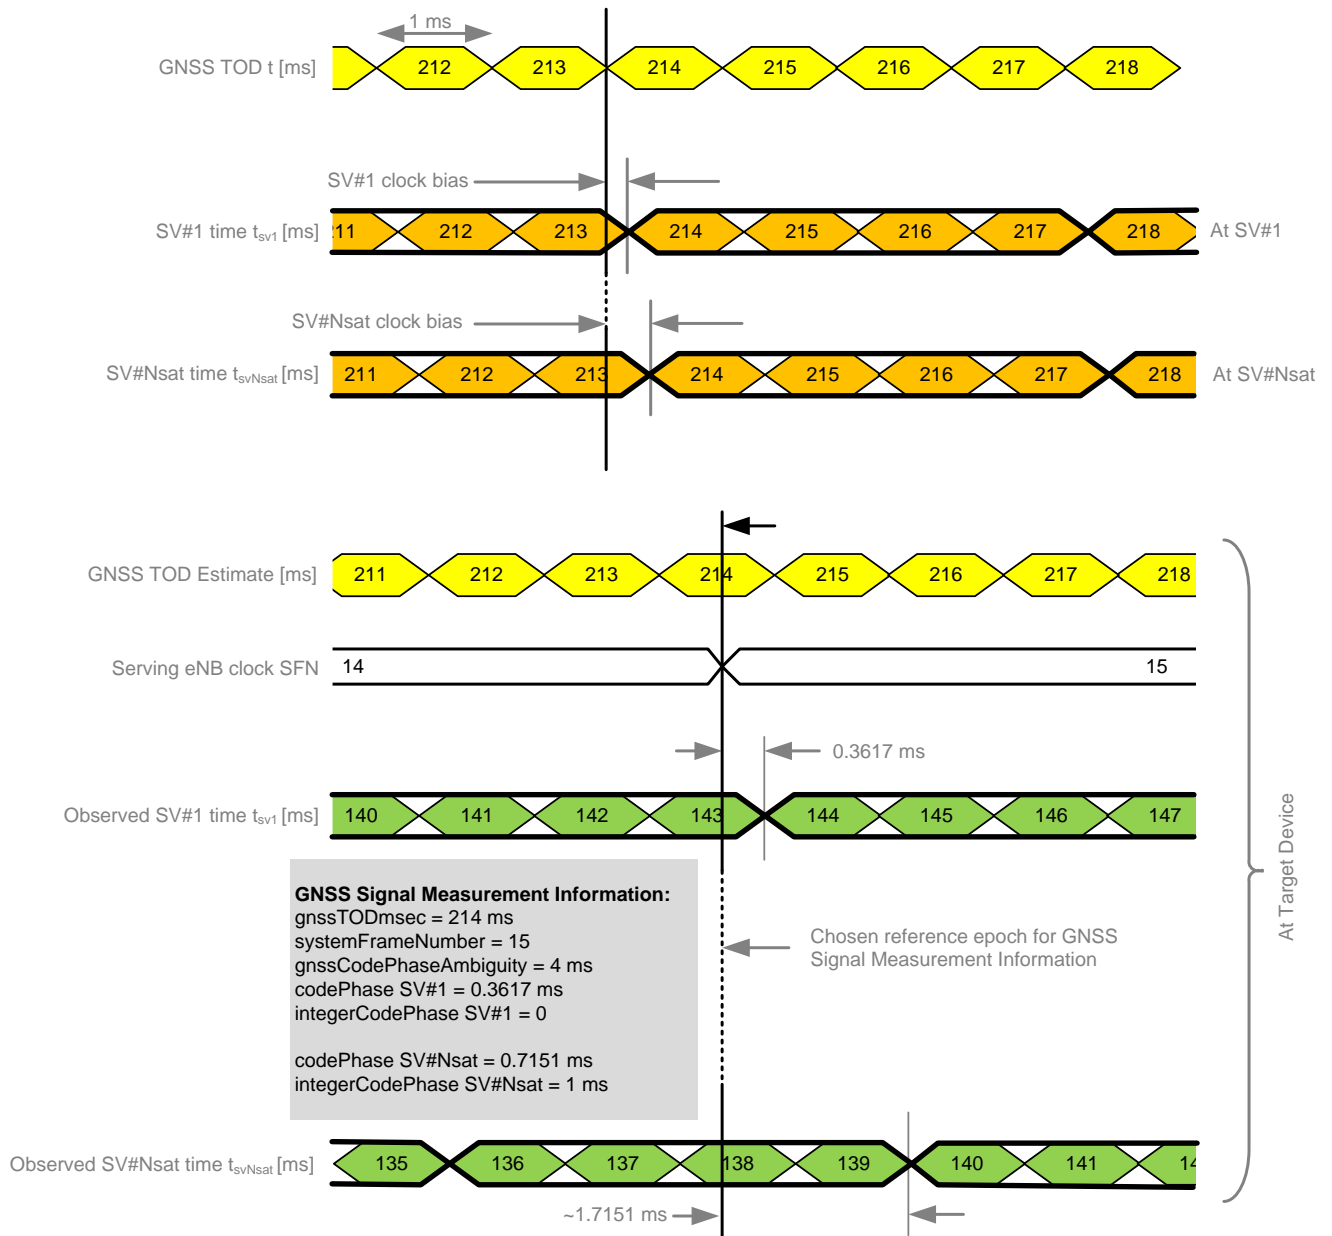 1 ms
GNSS TOD t [ms] 212 213 214 215 216 217 218
SV#1 clock bias
SV#1 time tsv1 [ms] 211 212 213 214 215 216 217 218 At SV#1
SV#Nsat clock bias
SV#Nsat time tsvNsat [ms] 211 212 213 214 215 216 217 218 At SV#Nsat
GNSS TOD Estimate [ms] 211 212 213 214 215 216 217 218
Serving eNB clock SFN 14 15
0.3617 ms
Observed SV#1 time tsv1 [ms] 140 141 142 143 144 145 146 147
At Target Device
GNSS Signal Measurement Information:
gnssTODmsec = 214 ms
systemFrameNumber = 15
gnssCodePhaseAmbiguity = 4 ms
codePhase SV#1 = 0.3617 ms
integerCodePhase SV#1 = 0
codePhase SV#Nsat = 0.7151 ms
integerCodePhase SV#Nsat = 1 ms
Chosen reference epoch for GNSS
Signal Measurement Information
Observed SV#Nsat time tsvNsat [ms] 135 136 137 138 139 140 141 14
~1.7151 ms